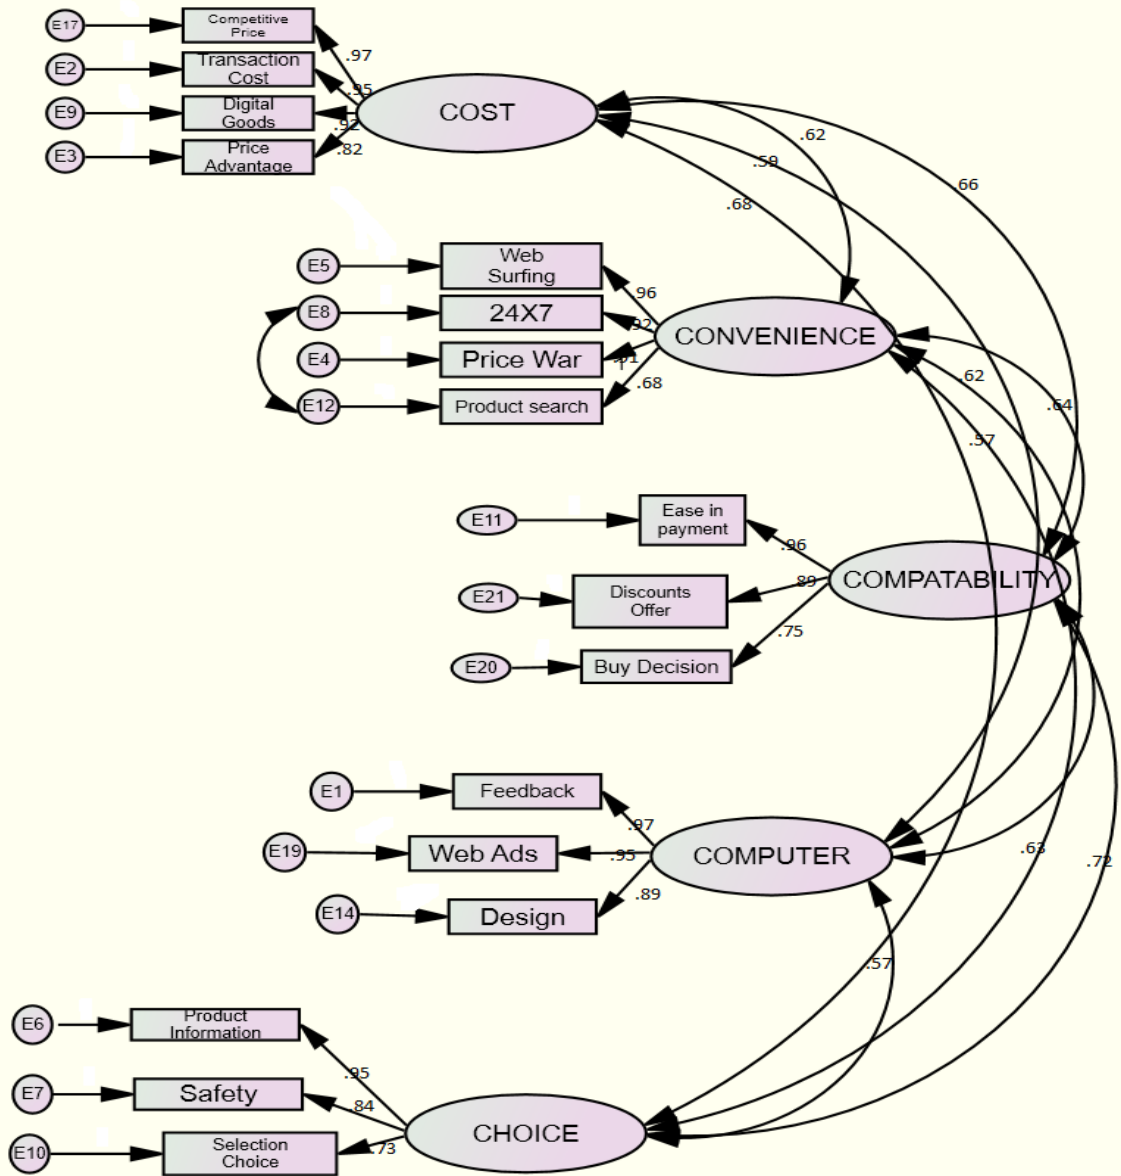 E17
Competitive
Price
.97
E2
Transaction
Cost
.95
E9
Digital
Goods
.92
E3
Price
Advantage
.82
COST
.62
.59
.66
.68
E5
Web
Surfing
.96
E8
24X7
.92
E4
Price War
E12
Product search
.68
CONVENIENCE
.62
.64
.57
E11
Ease in
payment
.96
E21
Discounts
Offer
.89
E20
Buy Decision
.75
COMPATABILITY
E1
Feedback
.97
E19
Web Ads
.95
E14
Design
.89
COMPUTER
.63
.72
.57
E6
Product
Information
.95
E7
Safety
.84
E10
Selection
Choice
.73
CHOICE